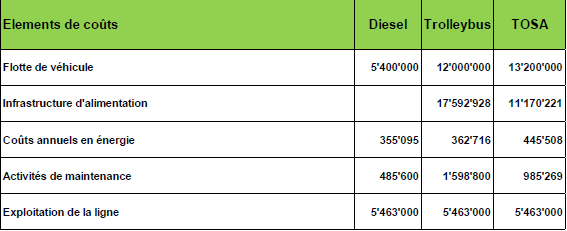 Elements de coûts Diesel Trolleybus TOSA
Flotte de véhicule 5'400'000 12'000'000 13'200'000
Infrastructure d'alimentation 17'592'928 11'170'221
Coûts annuels en énergie 355'095 362'716 445'508
Activités de maintenance 485'600 1'598'800 985'269
Exploitation de la ligne 5'463'000 5'463'000 5'463'000